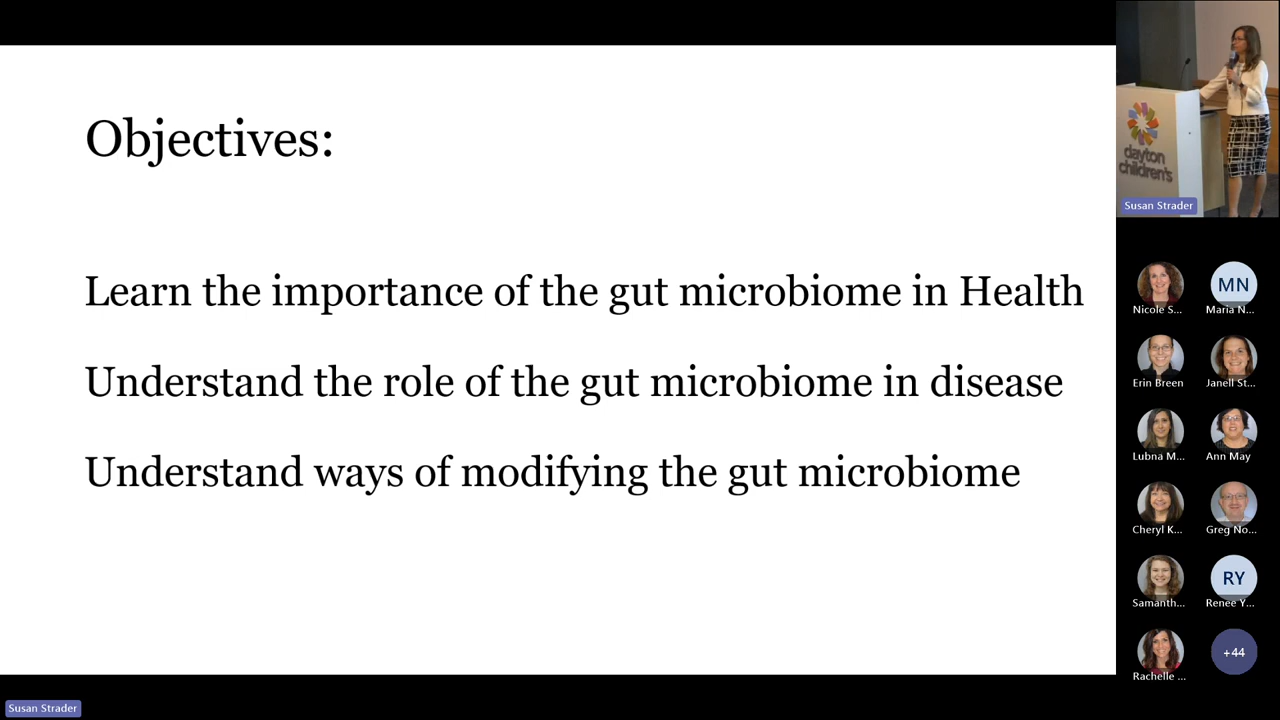 Objectives:
Learn the importance of the gut microbiome in Health
Understand the role of the gut microbiome in disease
Understand ways of modifying the gut microbiome
dayton
children's
Susan Strader
Nicole S...
MN
Maria N...
Erin Breen
Janell St...
Lubna M...
Ann May
Cheryl K...
Greg No...
Samanth...
RY
Renee Y...
Rachelle ...
+44
Susan Strader